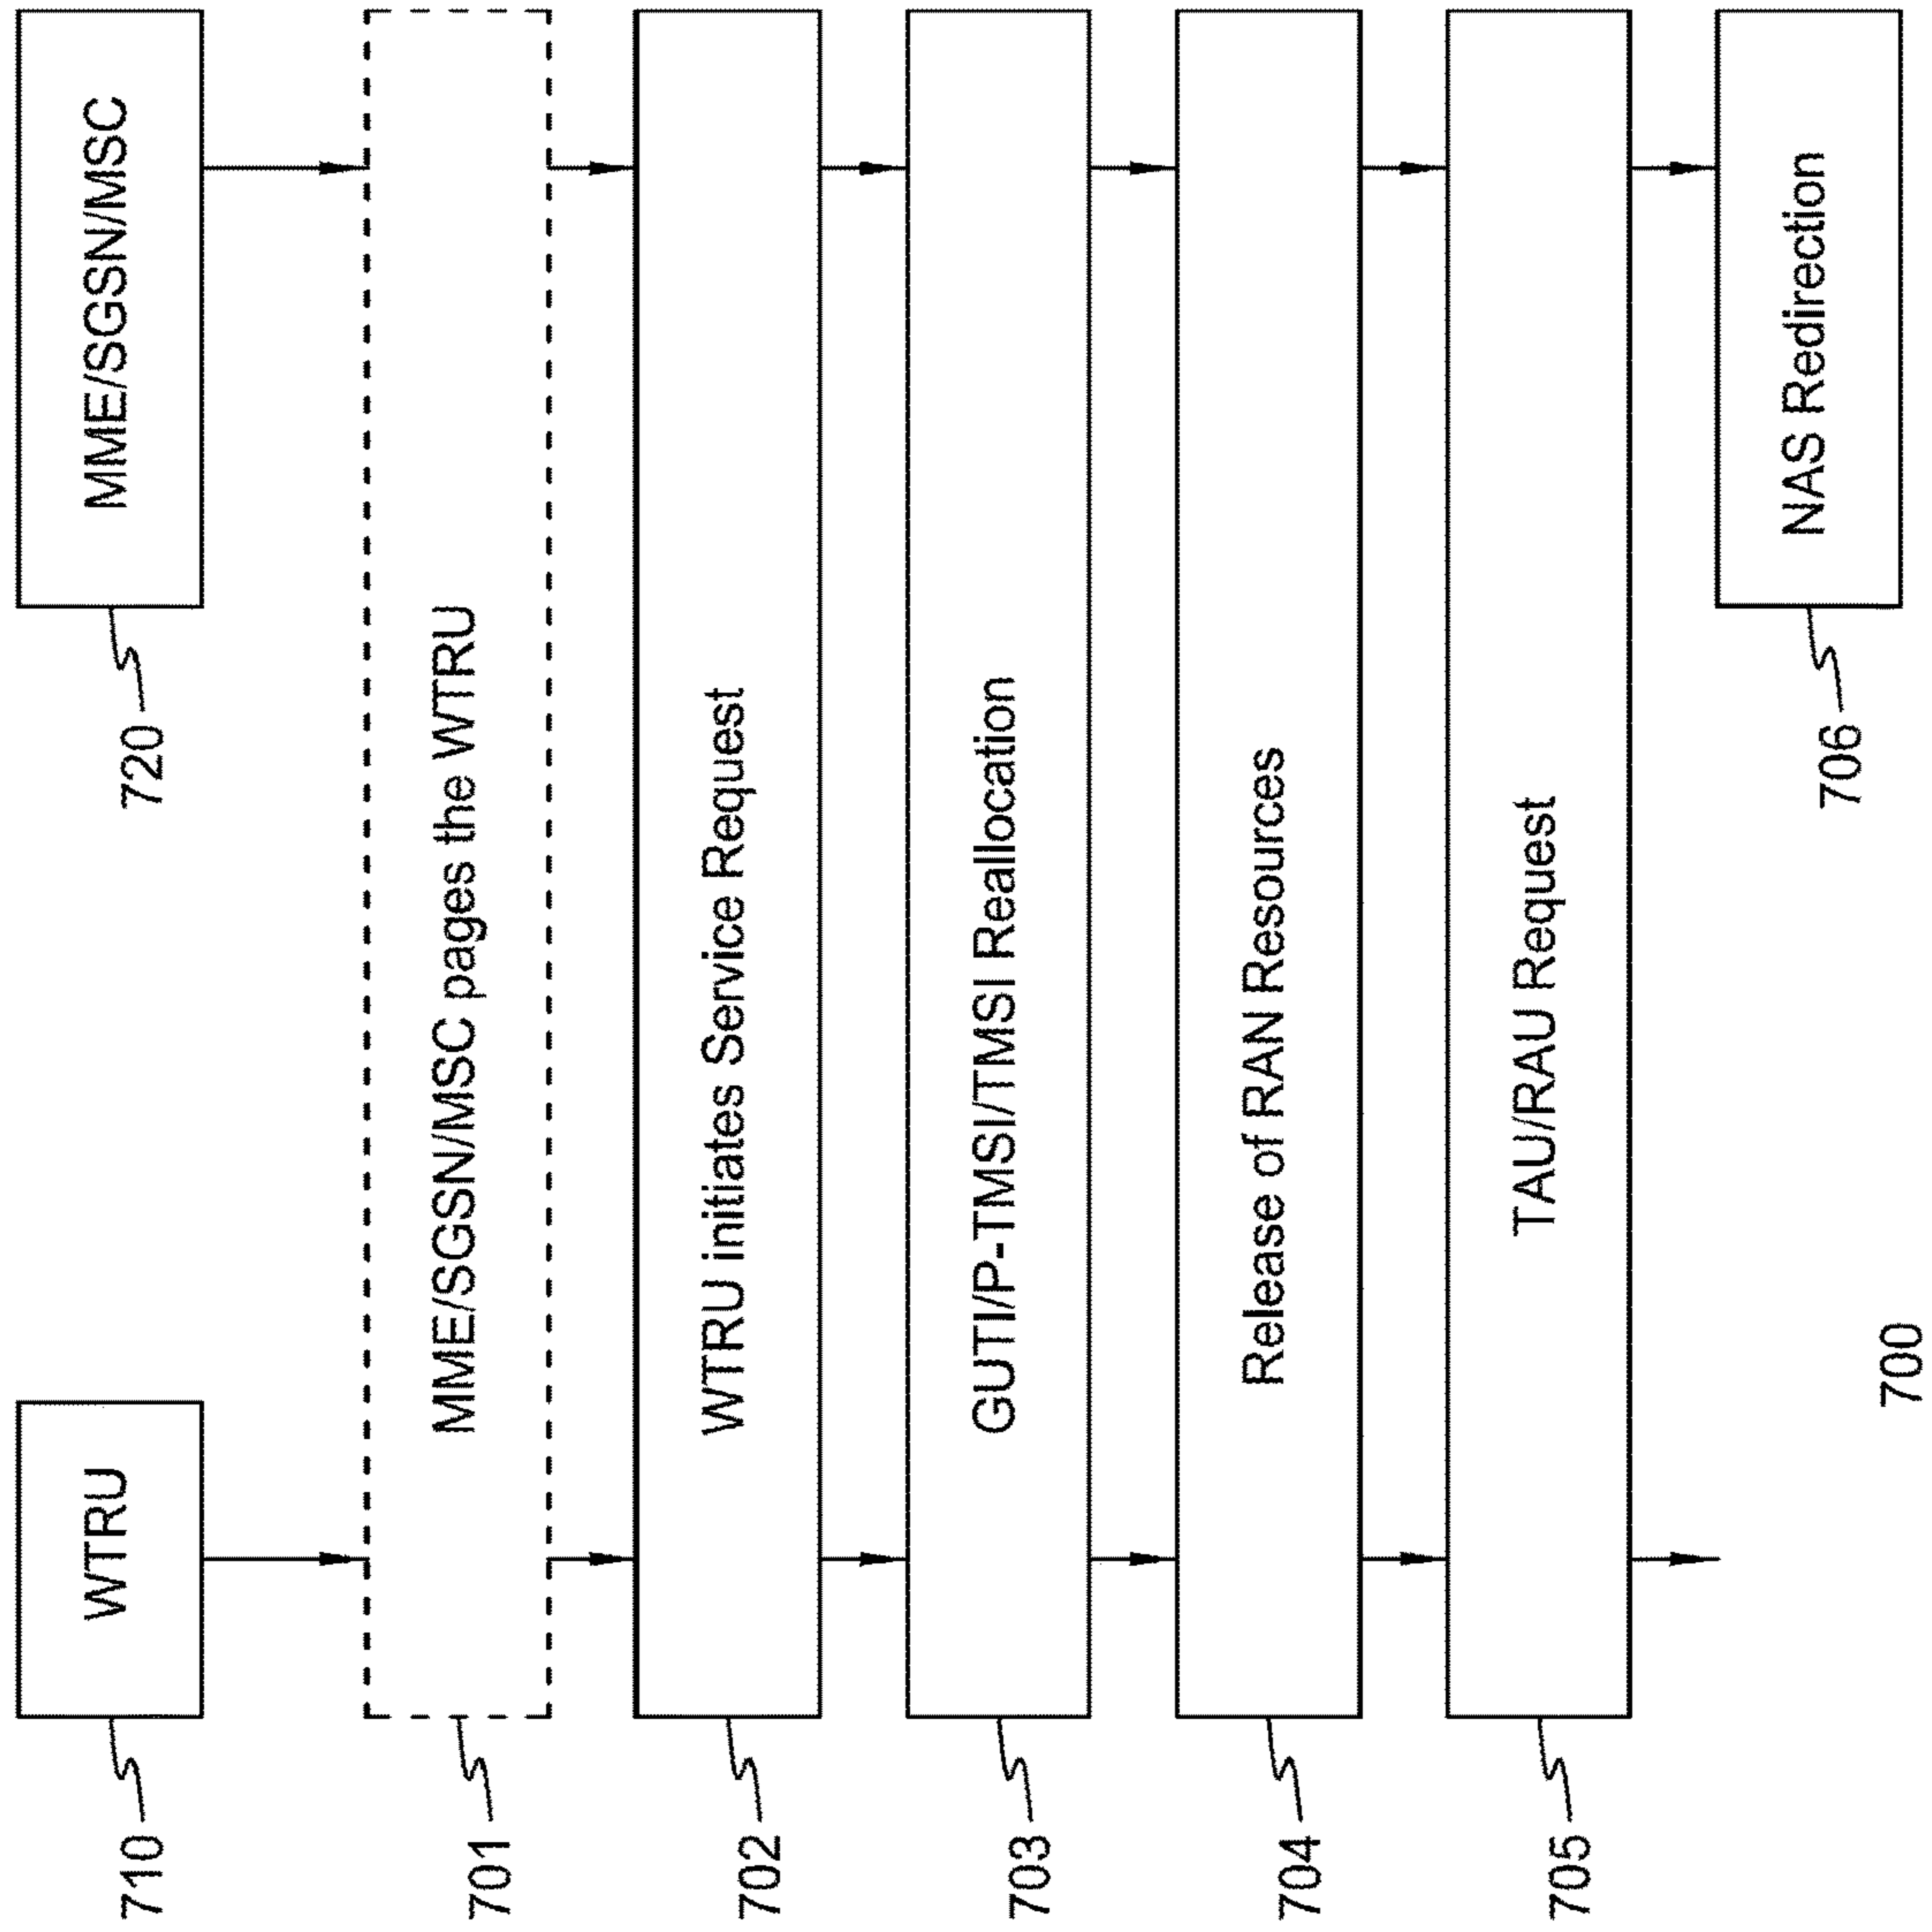 WTRU
MME/SGSN/MSC
710
720
MME/SGSN/MSC pages the WTRU
701
WTRU initiates Service Request
702
GUTI/P-TMSI/TMSI Reallocation
703
Release of RAN Resources
704
TAU/RAU Request
705
NAS Redirection
706
700